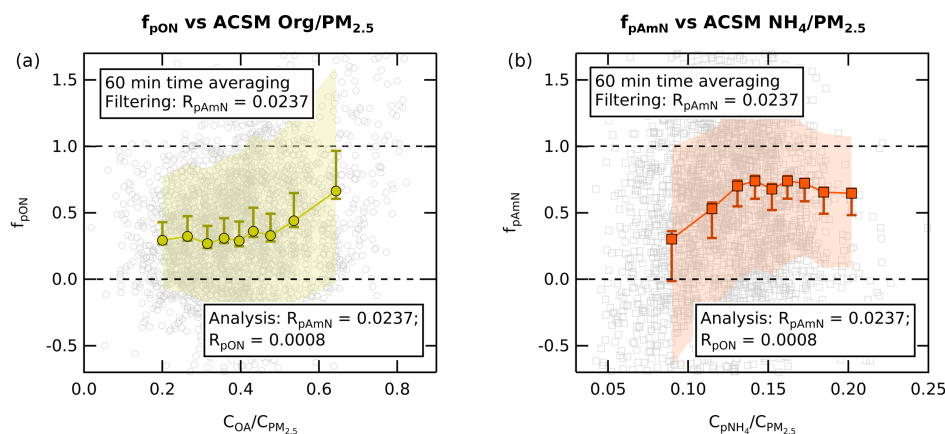 f_pON vs ACSM Org/PM_2.5
(a)
1.5
1.0
0.5
0.0
-0.5
f_pON
60 min time averaging
Filtering: R_pAmN = 0.0237
Analysis: R_pAmN = 0.0237;
R_pON = 0.0008
0.0 0.2 0.4 0.6 0.8
C_OA/C_PM_2.5
f_pAmN vs ACSM NH_4/PM_2.5
(b)
1.5
1.0
0.5
0.0
-0.5
f_pAmN
60 min time averaging
Filtering: R_pAmN = 0.0237
Analysis: R_pAmN = 0.0237;
R_pON = 0.0008
0.05 0.10 0.15 0.20 0.25
C_pNH_4/C_PM_2.5